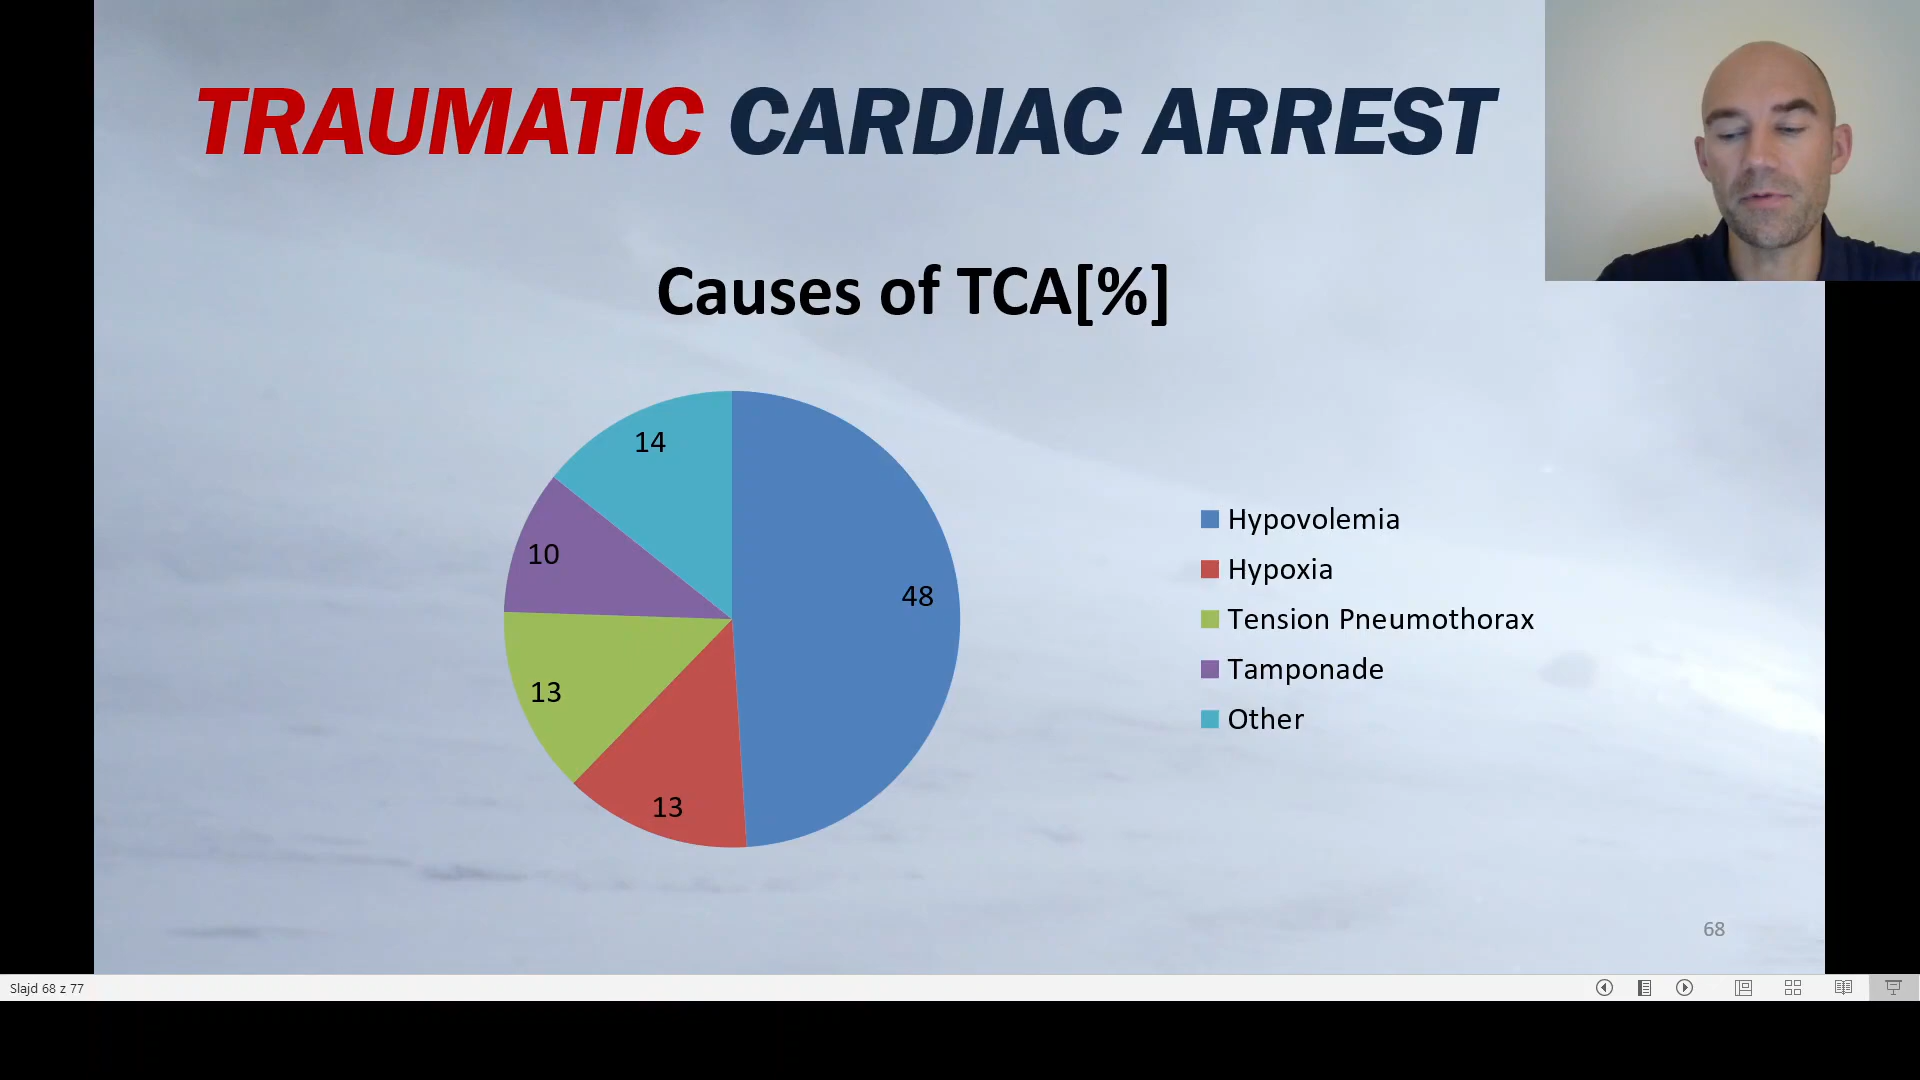 TRAUMATIC CARDIAC ARREST
Causes of TCA[%]
14
10
48
13
13
Hypovolemia
Hypoxia
Tension Pneumothorax
Tamponade
Other
68
Slajd 68 z 77